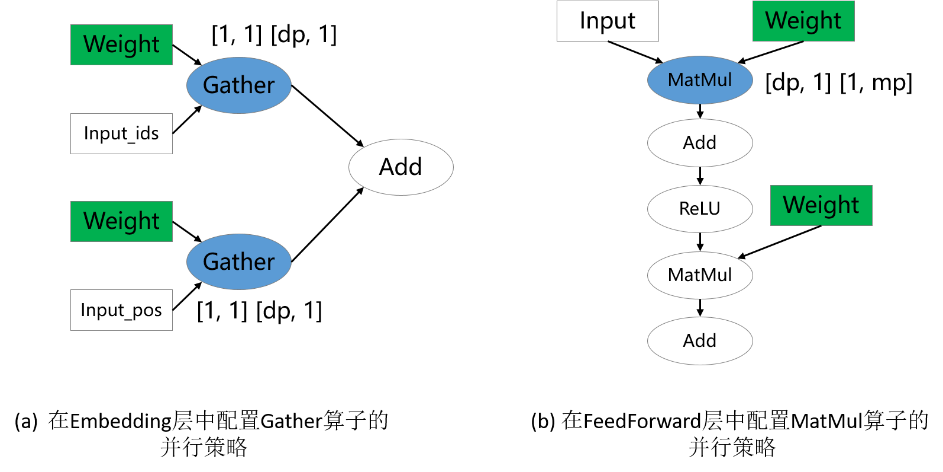 Weight
[1, 1] [dp, 1]
Gather
Input_ids
Add
Weight
Gather
Input_pos
[1, 1] [dp, 1]
(a) 在Embedding层中配置Gather算子的
并行策略
Input
Weight
MatMul
[dp, 1] [1, mp]
Add
ReLU
Weight
MatMul
Add
(b) 在FeedForward层中配置MatMul算子的
并行策略